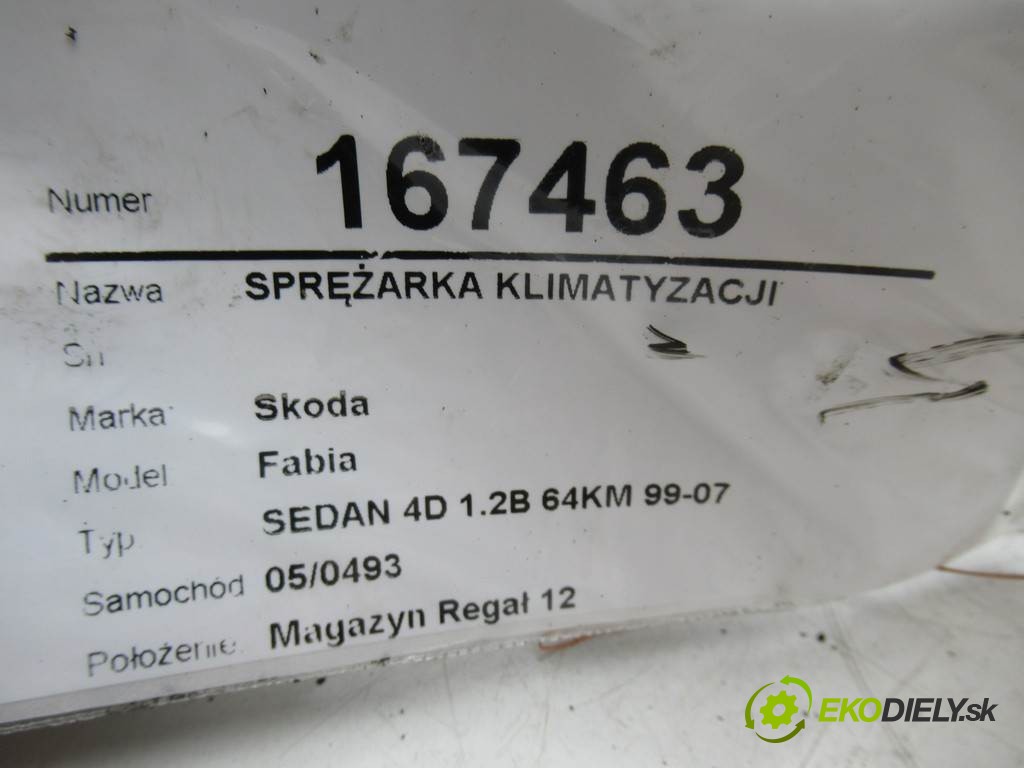 Numer 167463
Nazwa SPRĘŻARKA KLIMATYZACJI
Sn
Marka Skoda
Model Fabia
Typ SEDAN 4D 1.2B 64KM 99-07
Samochód 05/0493
Położenie Magazyn Regał 12
EKODIELY.sk